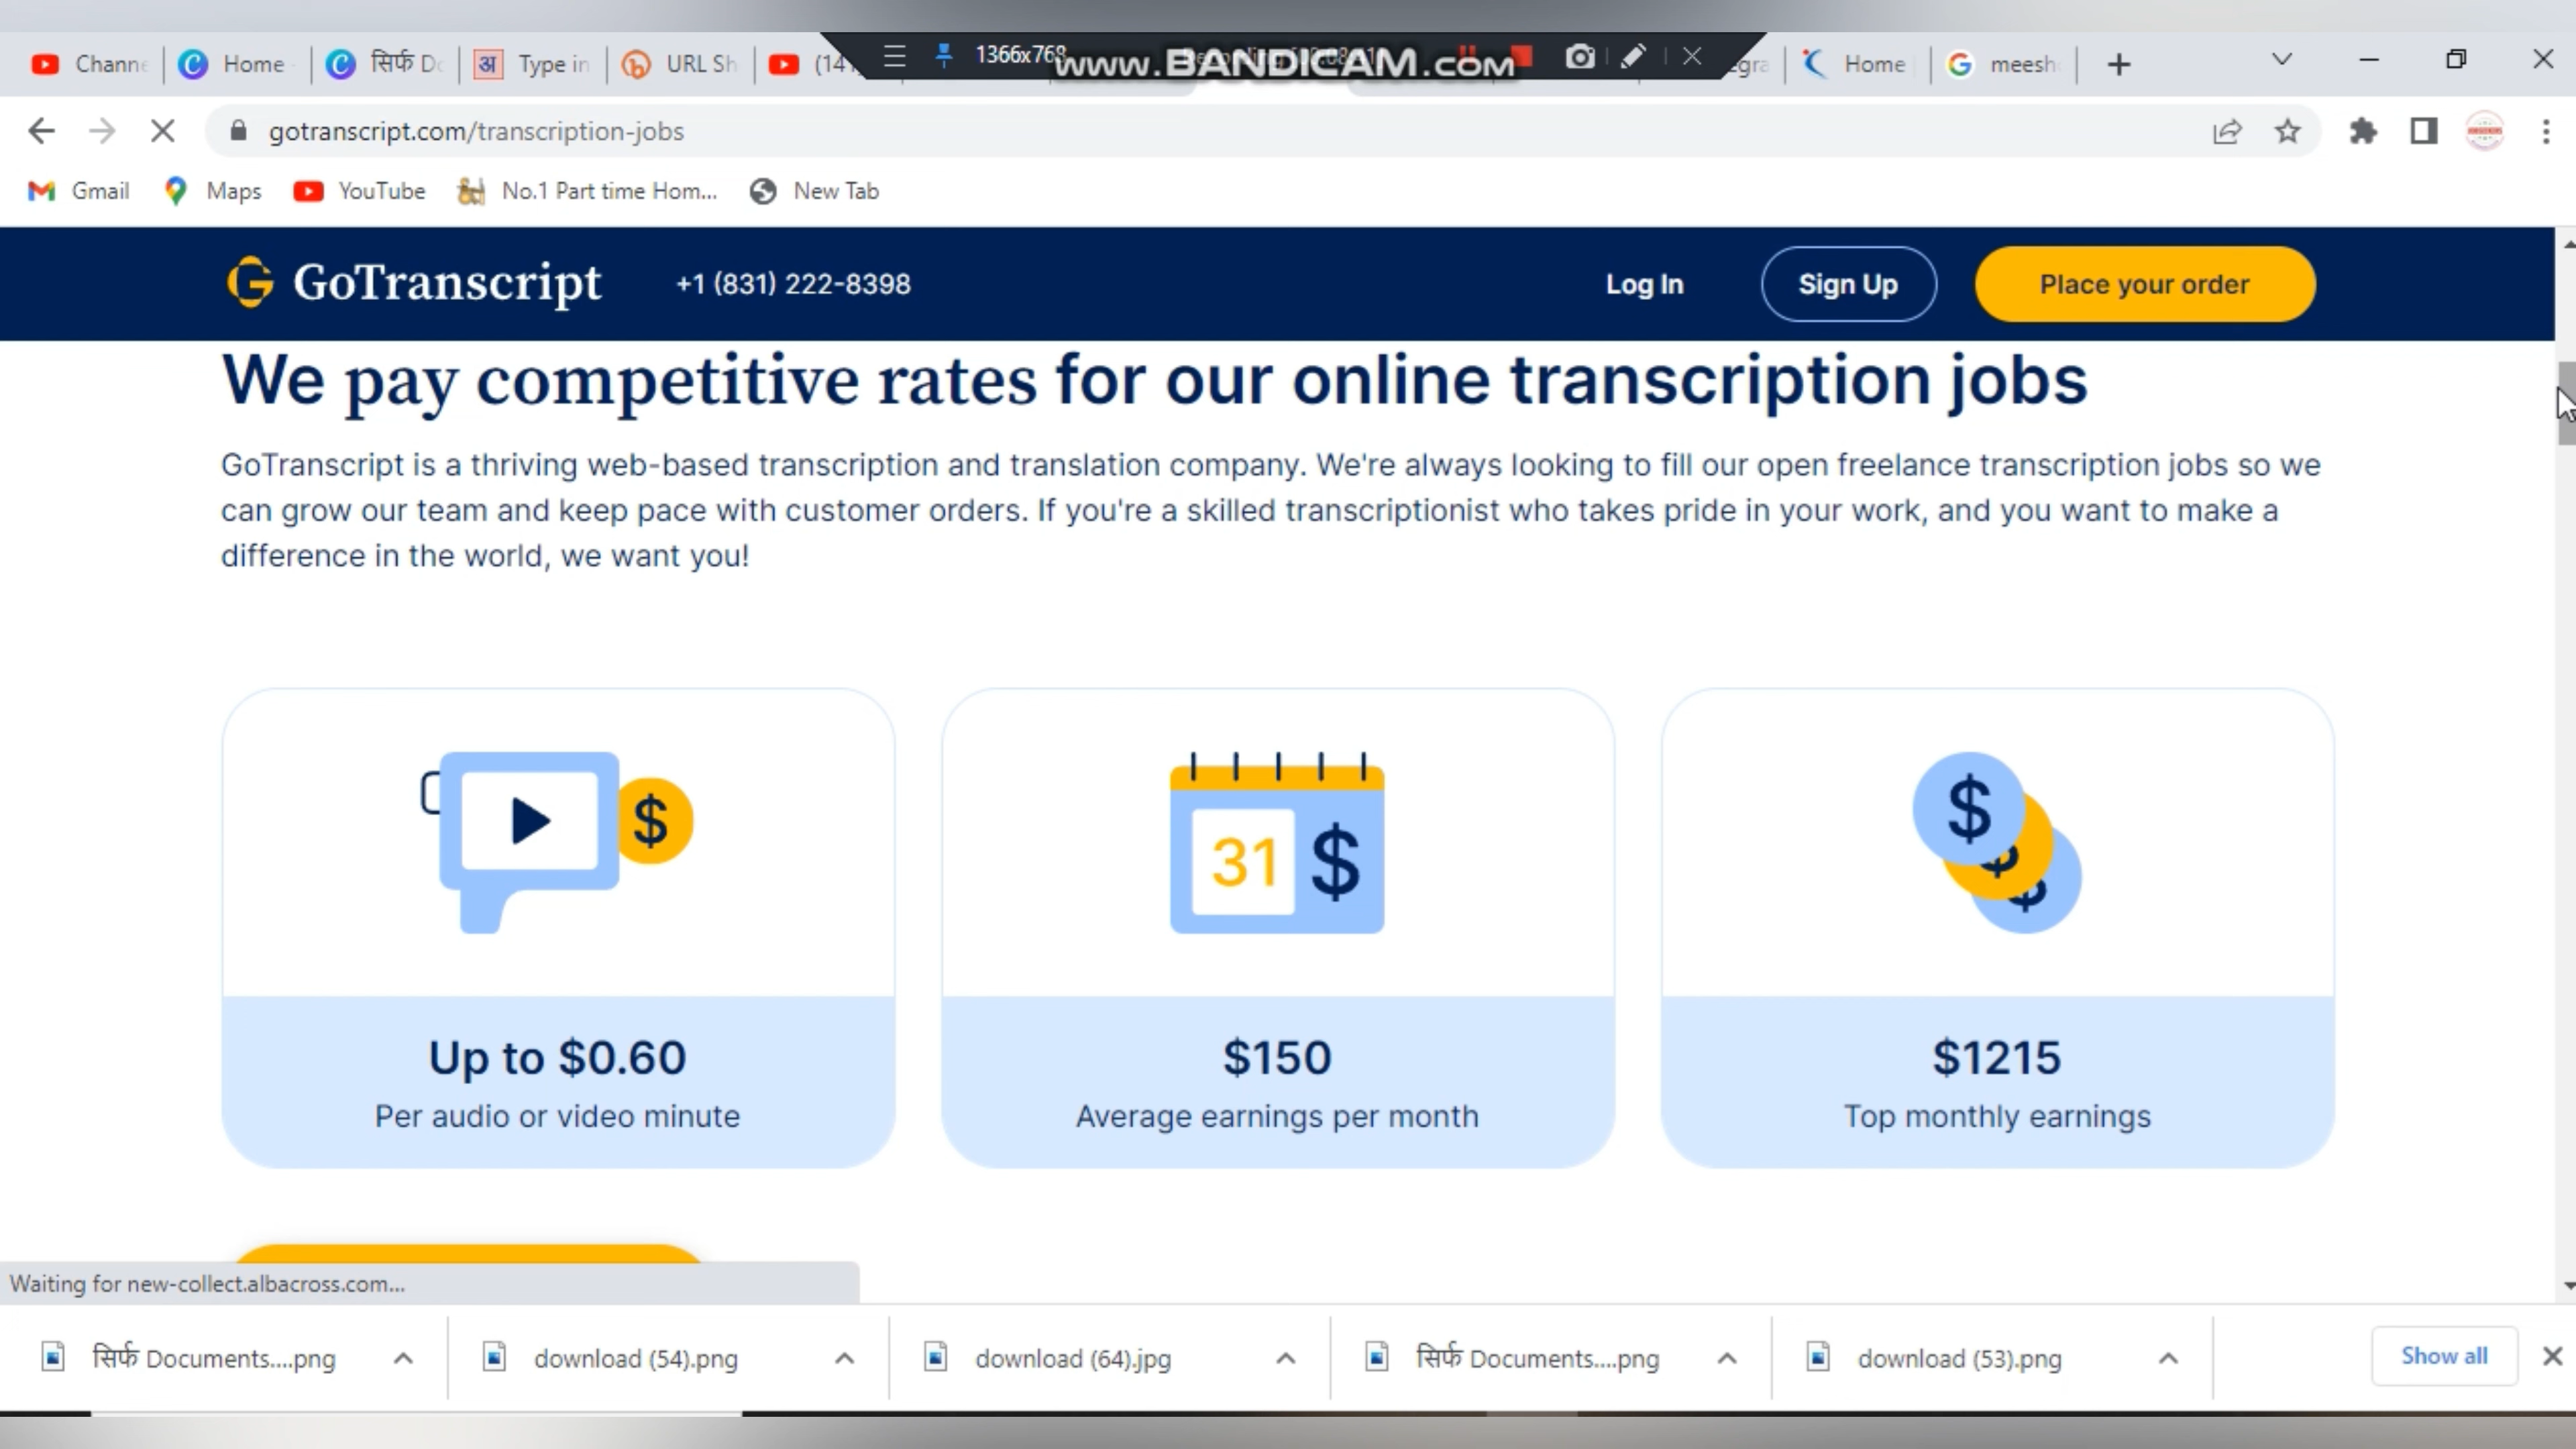 Channe
Home
सिर्फ Dc
Type in
URL Sh
1366x768
www.BANDICAM.com
Home
meesh
gotranscript.com/transcription-jobs
Gmail
Maps
YouTube
No.1 Part time Hom...
New Tab
GoTranscript
+1 (831) 222-8398
Log In
Sign Up
Place your order
We pay competitive rates for our online transcription jobs
GoTranscript is a thriving web-based transcription and translation company. We're always looking to fill our open freelance transcription jobs so we
can grow our team and keep pace with customer orders. If you're a skilled transcriptionist who takes pride in your work, and you want to make a
difference in the world, we want you!
$
31 $
$
$
$
Up to $0.60
Per audio or video minute
$150
Average earnings per month
$1215
Top monthly earnings
Waiting for new-collect.albacross.com...
सिर्फ Documents....png
download (54).png
download (64).jpg
सिर्फ Documents....png
download (53).png
Show all